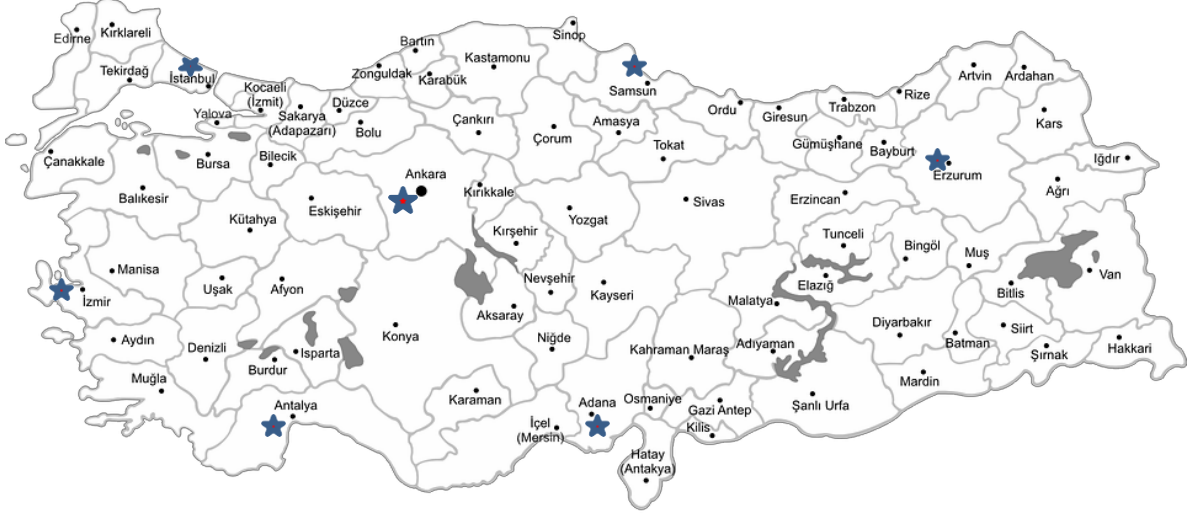 Edirne
Kırklareli
Tekirdağ
İstanbul
Kocaeli
(İzmit)
Yalova
Sakarya
(Adapazarı)
Düzce
Bolu
Zonguldak
Bartın
Karabük
Kastamonu
Sinop
Samsun
Çankırı
Çorum
Amasya
Tokat
Ordu
Giresun
Trabzon
Rize
Artvin
Ardahan
Kars
Gümüşhane
Bayburt
Erzurum
Iğdır
Ağrı
Çanakkale
Balıkesir
Bursa
Bilecik
Eskişehir
Kütahya
Ankara
Kırıkkale
Kırşehir
Yozgat
Sivas
Erzincan
Tunceli
Bingöl
Muş
Bitlis
Van
Manisa
İzmir
Uşak
Afyon
Konya
Aksaray
Nevşehir
Kayseri
Malatya
Elazığ
Diyarbakır
Batman
Siirt
Şırnak
Hakkari
Aydın
Denizli
Muğla
Burdur
Isparta
Antalya
Karaman
Niğde
İçel
(Mersin)
Adana
Osmaniye
Kahraman Maraş
Adıyaman
Gazi Antep
Kilis
Şanlı Urfa
Mardin
Hatay
(Antakya)